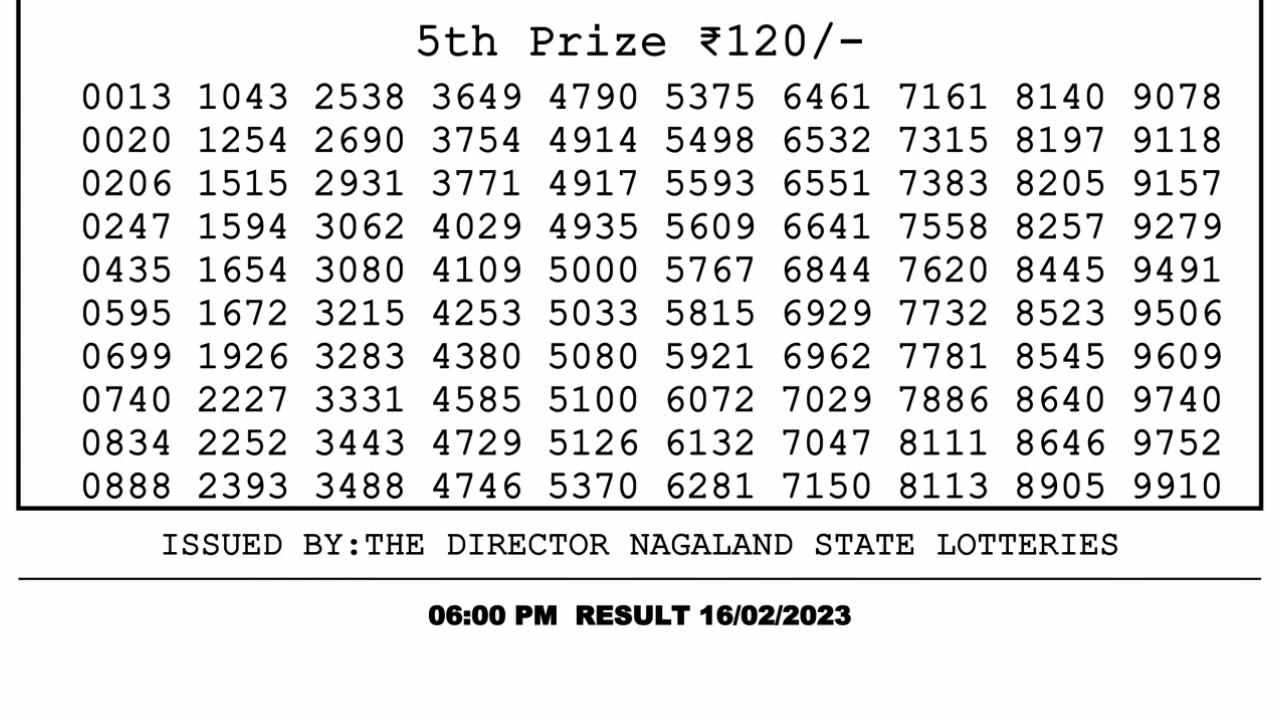 5th Prize ₹120/-
0013 1043 2538 3649 4790 5375 6461 7161 8140 9078
0020 1254 2690 3754 4914 5498 6532 7315 8197 9118
0206 1515 2931 3771 4917 5593 6551 7383 8205 9157
0247 1594 3062 4029 4935 5609 6641 7558 8257 9279
0435 1654 3080 4109 5000 5767 6844 7620 8445 9491
0595 1672 3215 4253 5033 5815 6929 7732 8523 9506
0699 1926 3283 4380 5080 5921 6962 7781 8545 9609
0740 2227 3331 4585 5100 6072 7029 7886 8640 9740
0834 2252 3443 4729 5126 6132 7047 8111 8646 9752
0888 2393 3488 4746 5370 6281 7150 8113 8905 9910
ISSUED BY:THE DIRECTOR NAGALAND STATE LOTTERIES
06:00 PM RESULT 16/02/2023